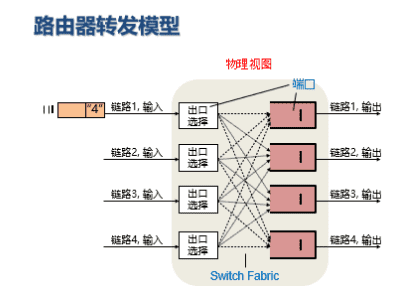 路由器转发模型
物理视图
端口
"4"
链路1, 输入
出口
选择
链路1, 输出
链路2, 输入
出口
选择
链路2, 输出
链路3, 输入
出口
选择
链路3, 输出
链路4, 输入
出口
选择
链路4, 输出
Switch Fabric